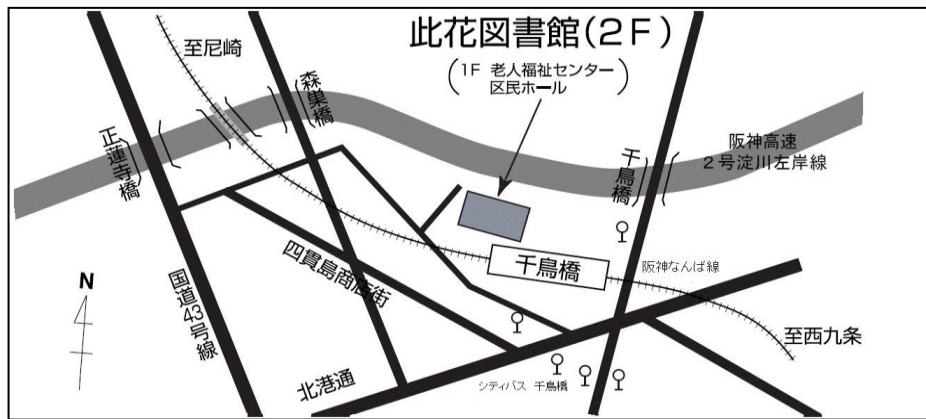 此花図書館(2F)
(1F 老人福祉センター
区民ホール)
至尼崎
森巣橋
正蓮寺橋
千鳥橋
阪神高速
2号淀川左岸線
四貫島商店街
千鳥橋
阪神なんば線
N
国道43号線
至西九条
北港通
シティバス 千鳥橋